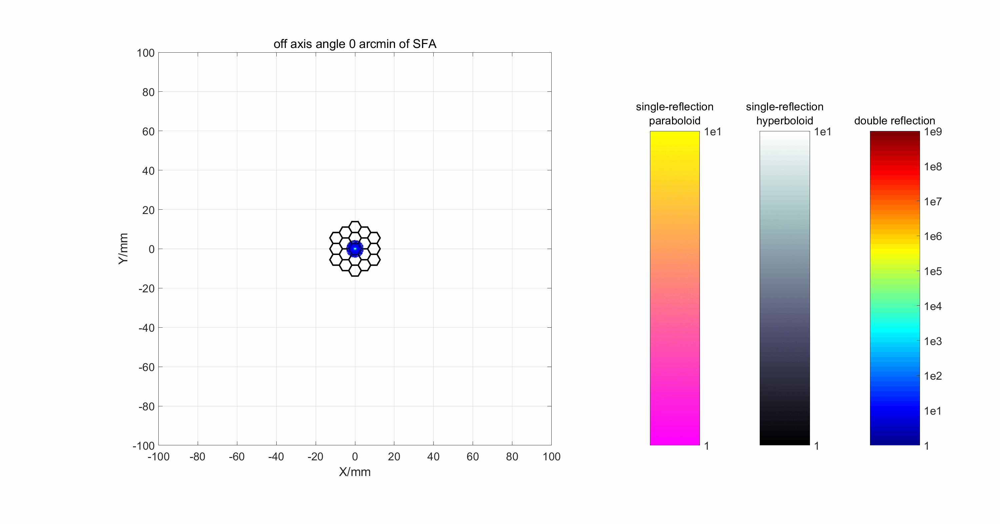 off axis angle 0 arcmin of SFA
100
80
60
40
20
0
-20
-40
-60
-80
-100
Y/mm
-100 -80 -60 -40 -20 0 20 40 60 80 100
X/mm
single-reflection
paraboloid
1e1
1
single-reflection
hyperboloid
1e1
1
double reflection
1e9
1e8
1e7
1e6
1e5
1e4
1e3
1e2
1e1
1